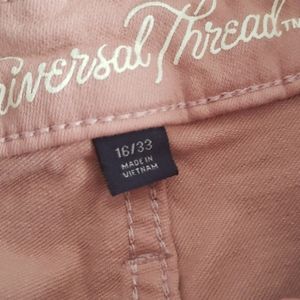 niversal Thread™
16/33
MADE IN
VIETNAM